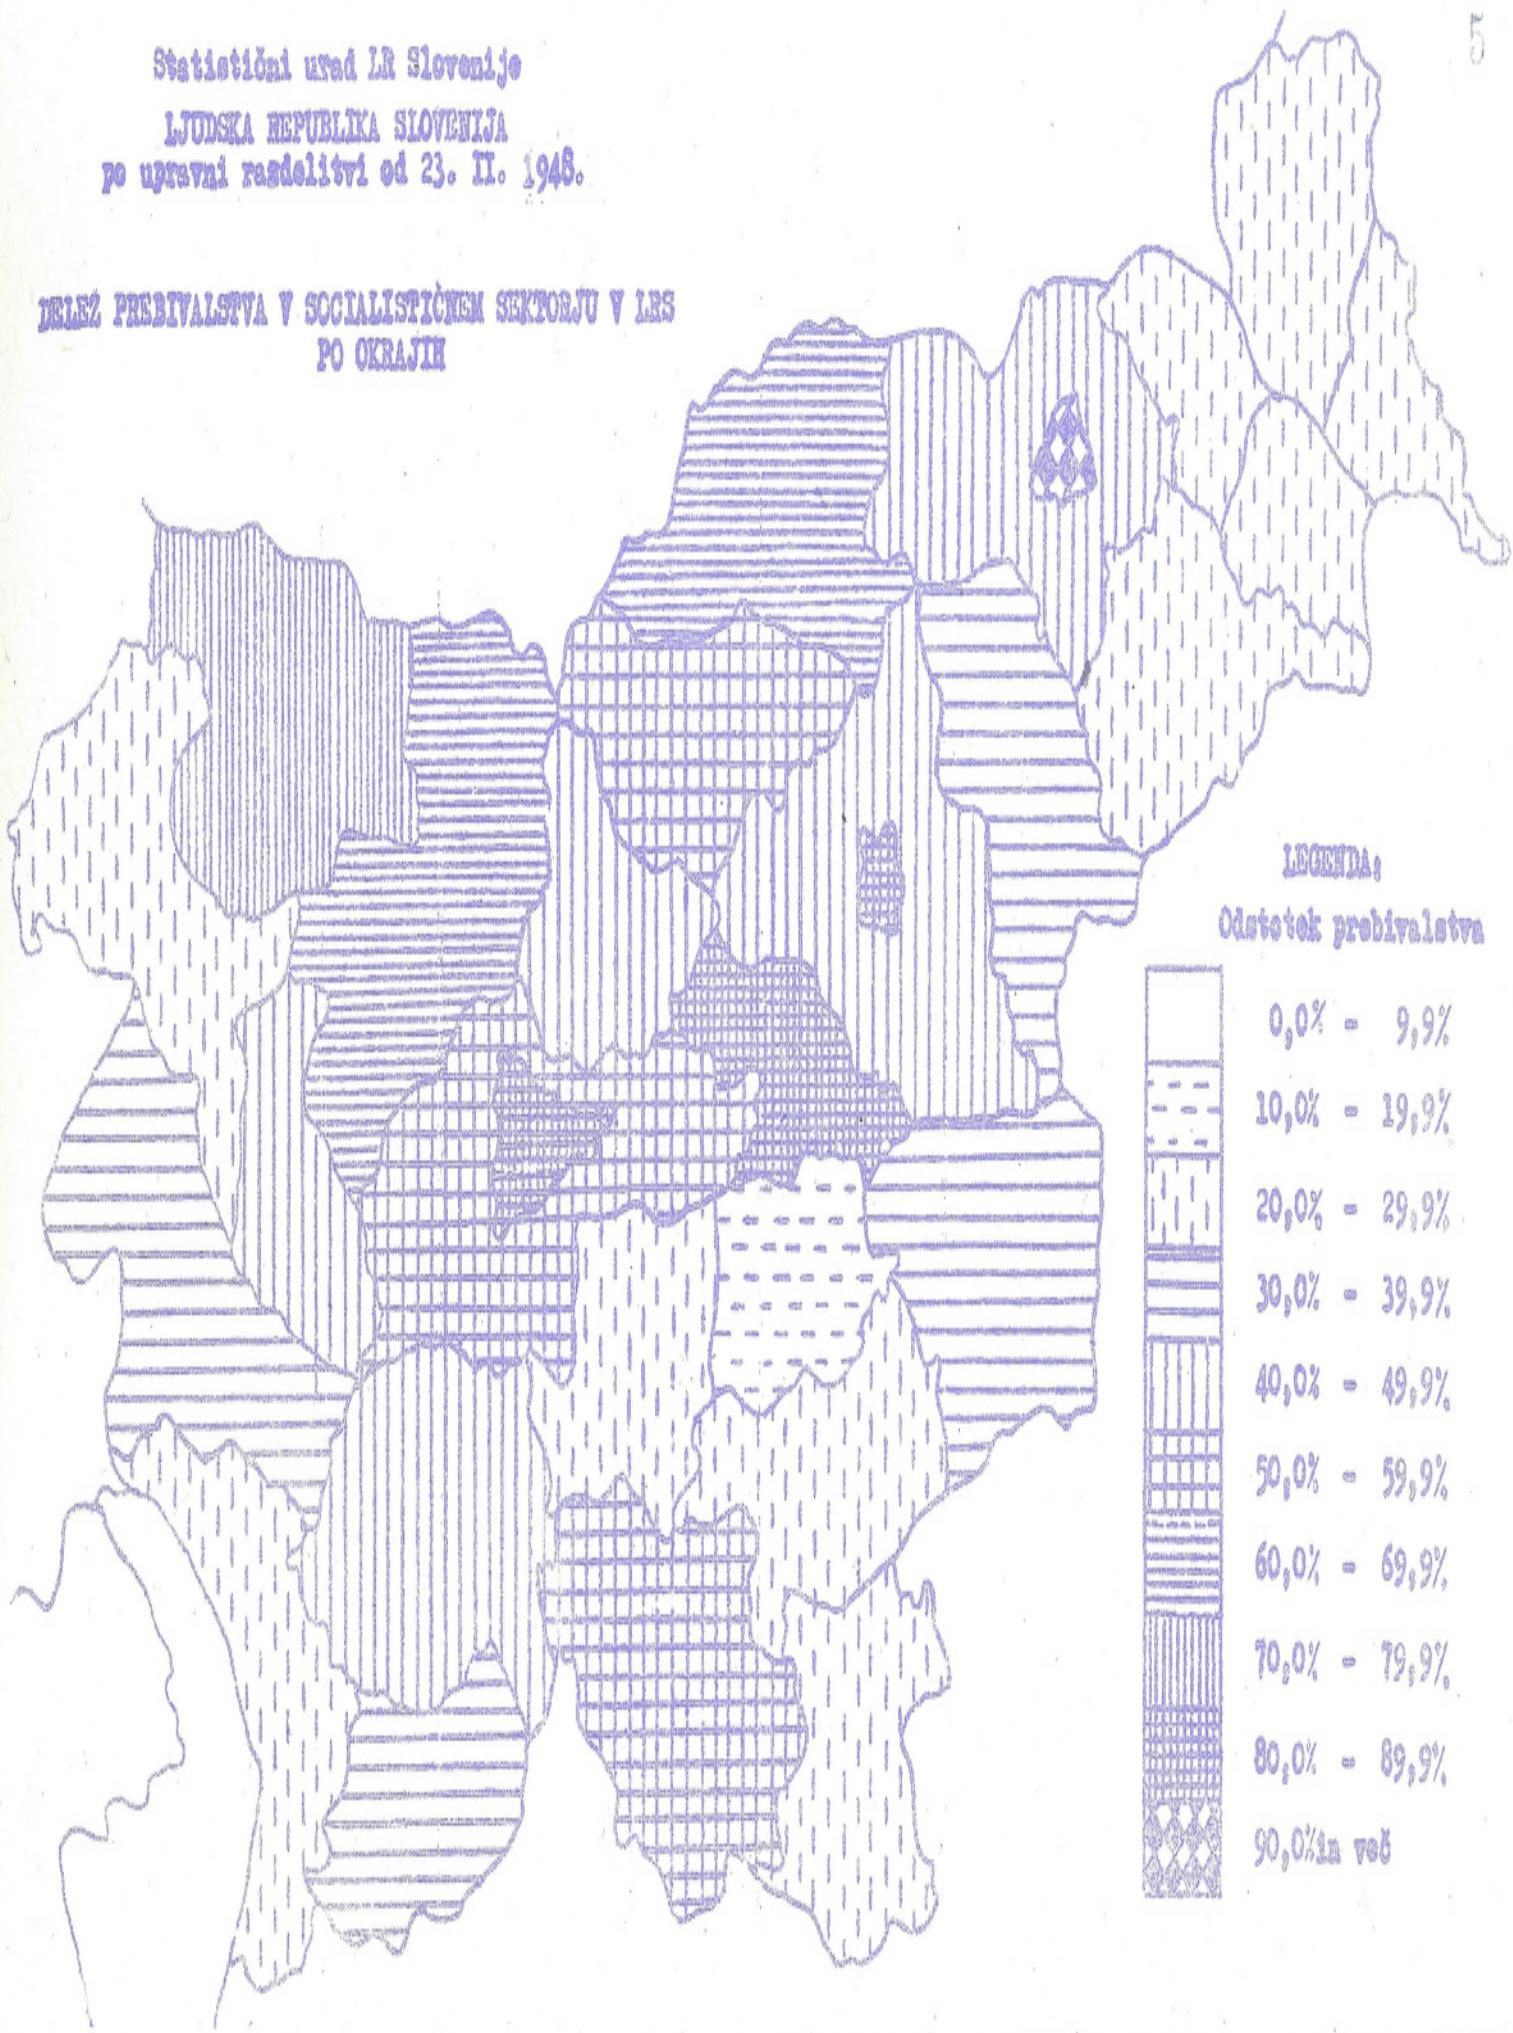 5
Statistični urad LR Slovenije
LJUDSKA REPUBLIKA SLOVENIJA
po upravni razdelitvi od 23. II. 1948.
DELEŽ PREBIVALSTVA V SOCIALISTIČNEM SEKTORJU V LRS
PO OKRAJIH
LEGENDA:
Odstotek prebivalstva
0,0% - 9,9%
10,0% - 19,9%
20,0% - 29,9%
30,0% - 39,9%
40,0% - 49,9%
50,0% - 59,9%
60,0% - 69,9%
70,0% - 79,9%
80,0% - 89,9%
90,0% in več